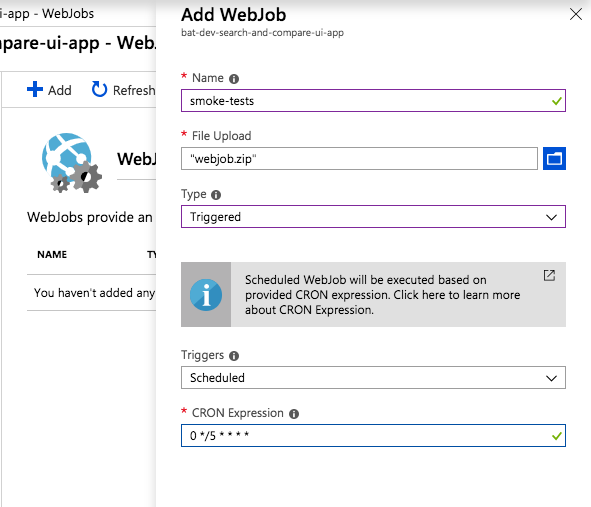 ui-app - WebJobs
mpare-ui-app - WebJ
Add
Refresh
WebJ
WebJobs provide an
NAME
TY
You haven't added any
Add WebJob
bat-dev-search-and-compare-ui-app
* Name
smoke-tests
* File Upload
"webjob.zip"
Type
Triggered
Scheduled WebJob will be executed based on
provided CRON expression. Click here to learn more
about CRON Expression.
Triggers
Scheduled
* CRON Expression
0 */5 * * * *